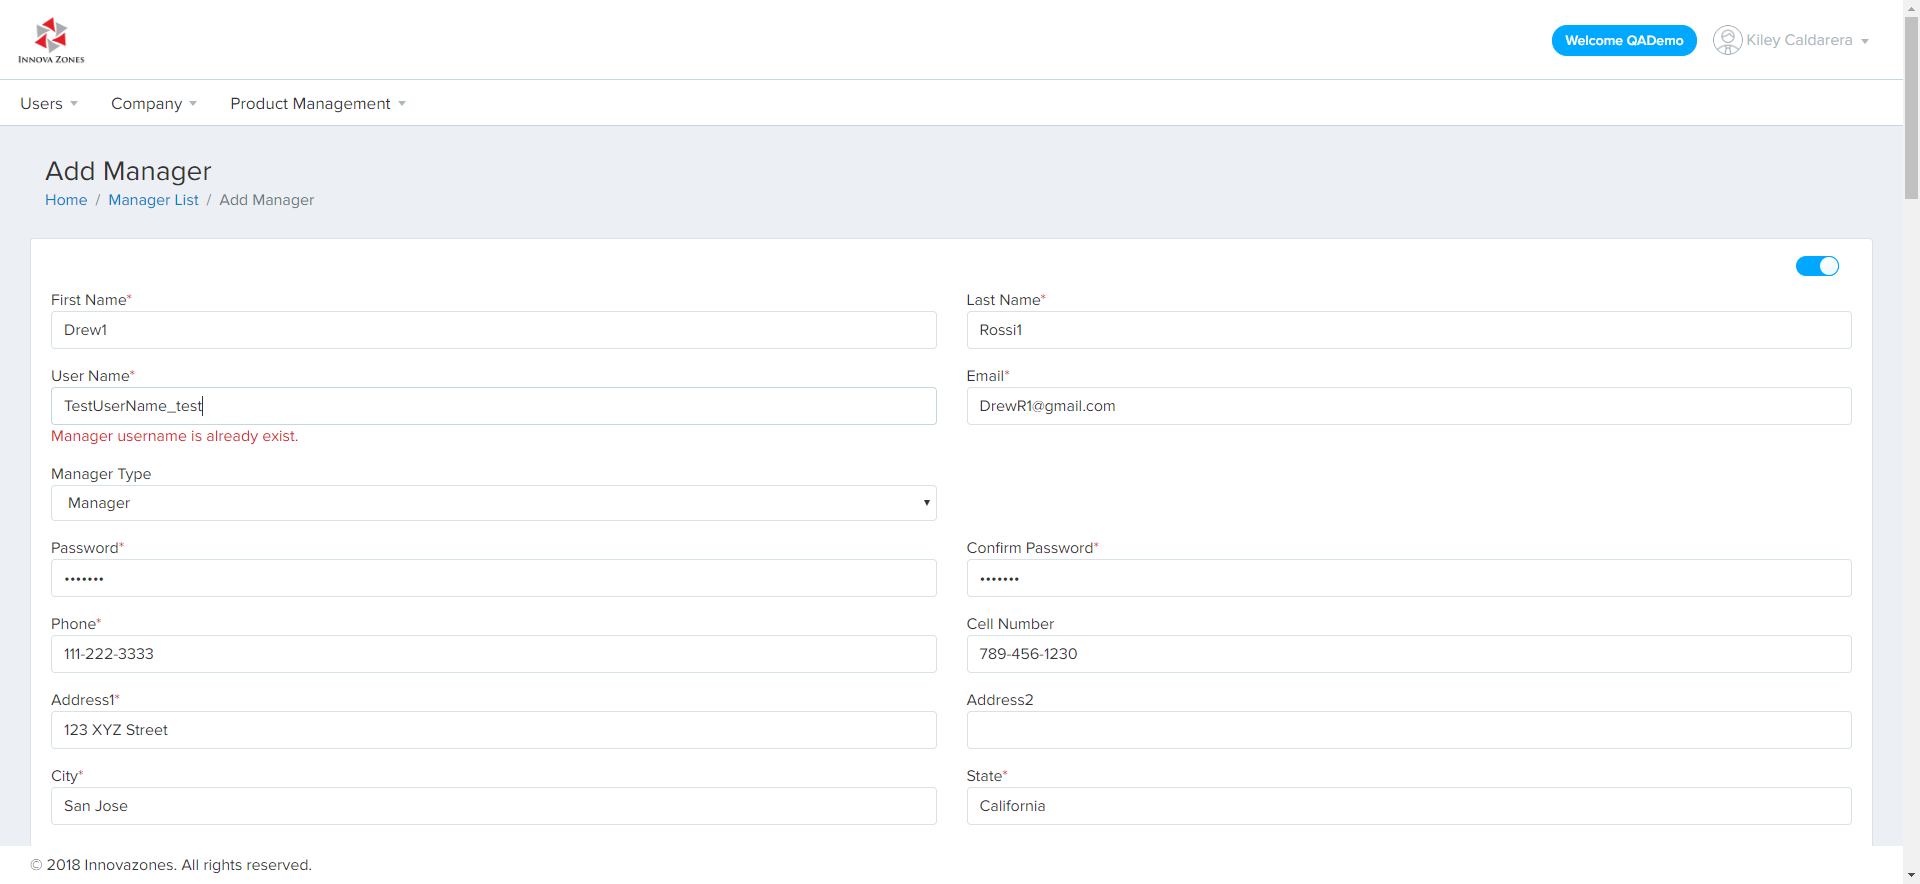 INNOVA ZONES
Welcome QADemo
Kiley Caldarera
Users
Company
Product Management
Add Manager
Home / Manager List / Add Manager
First Name*
Last Name*
Drew1
Rossi1
User Name*
Email*
TestUserName_test
DrewR1@gmail.com
Manager username is already exist.
Manager Type
Manager
Password*
Confirm Password*
•••••••
•••••••
Phone*
Cell Number
111-222-3333
789-456-1230
Address1*
Address2
123 XYZ Street
City*
State*
San Jose
California
© 2018 Innovazones. All rights reserved.